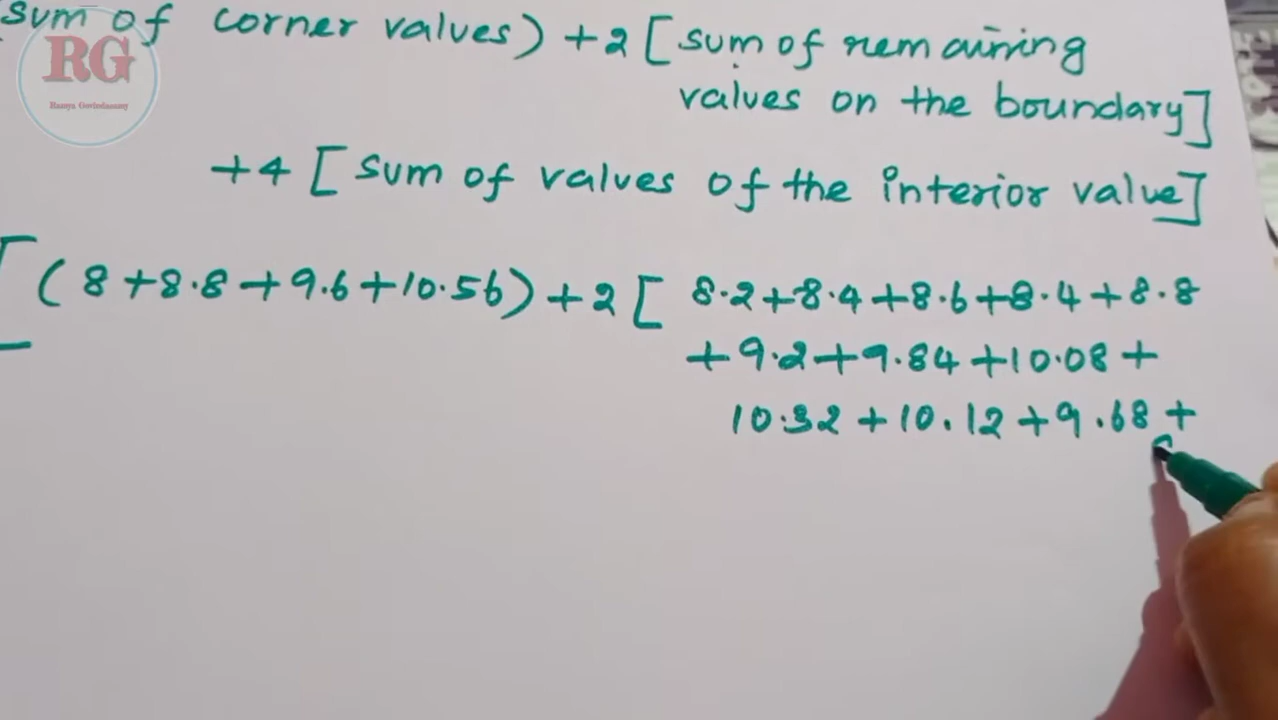 sum of corner values) +2 [sum of remaining
values on the boundary]
+4 [sum of values of the interior value]
[(8+8.8+9.6+10.56)+2[ 8.2+8.4+8.6+8.4+8.8
+9.2+9.84+10.08+
10.32+10.12+9.68+
RG
Ramya Govindasamy